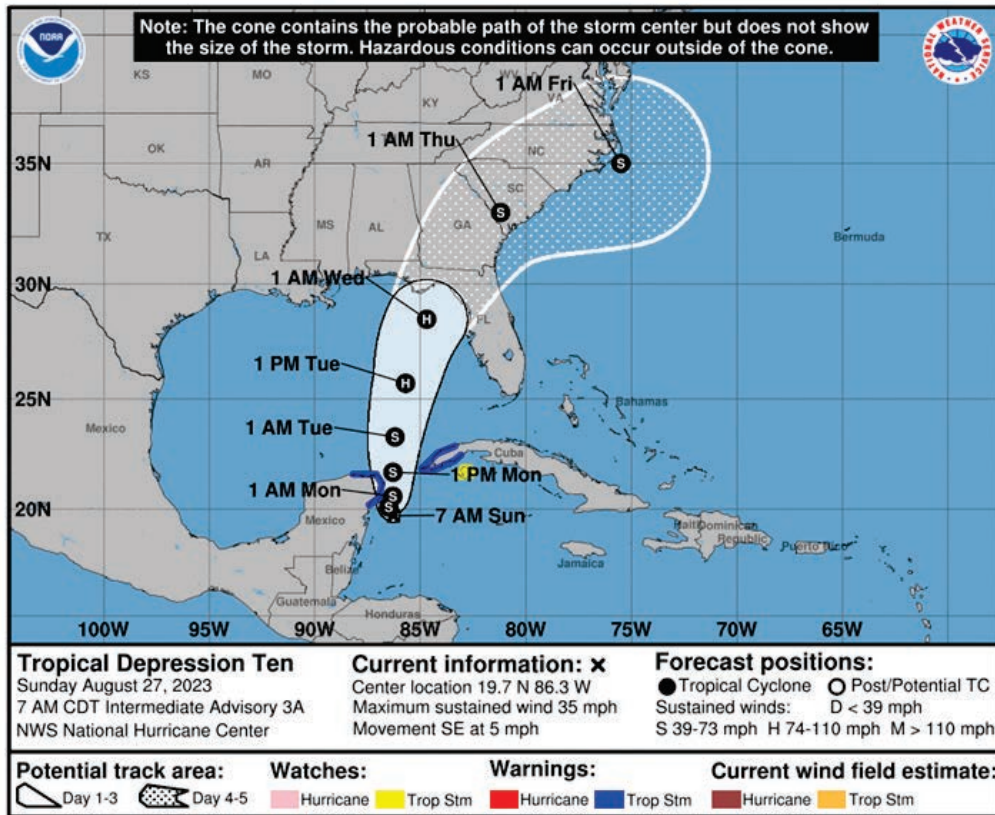 Note: The cone contains the probable path of the storm center but does not show
the size of the storm. Hazardous conditions can occur outside of the cone.
NOAA
NATIONAL WEATHER SERVICE
KS
MO
WV
VA
KY
1 AM Fri
1 AM Thu
OK
AR
NC
35N
SC
TX
MS
AL
GA
LA
Bermuda
1 AM Wed
30N
FL
1 PM Tue
25N
Mexico
Bahamas
1 AM Tue
Cuba
1 PM Mon
1 AM Mon
20N
Mexico
7 AM Sun
Haiti
Dominican
Republic
Puerto Rico
Jamaica
Belize
Guatemala
Honduras
S
S
H
H
S
S
S
S
100W 95W 90W 85W 80W 75W 70W 65W
Tropical Depression Ten
Sunday August 27, 2023
7 AM CDT Intermediate Advisory 3A
NWS National Hurricane Center
Current information: x
Center location 19.7 N 86.3 W
Maximum sustained wind 35 mph
Movement SE at 5 mph
Forecast positions:
Tropical Cyclone Post/Potential TC
Sustained winds: D < 39 mph
S 39-73 mph H 74-110 mph M > 110 mph
Potential track area:
Day 1-3 Day 4-5
Watches:
Hurricane Trop Stm
Warnings:
Hurricane Trop Stm
Current wind field estimate:
Hurricane Trop Stm